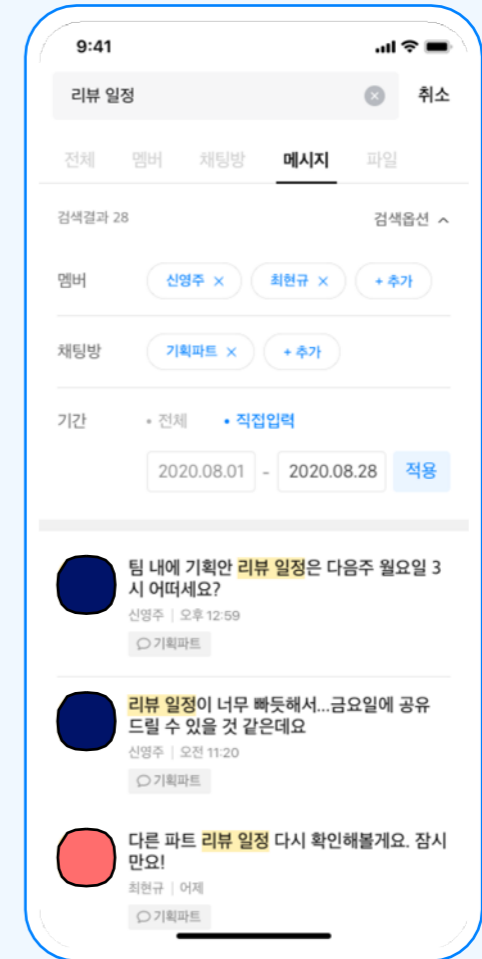 9:41
리뷰 일정 취소
전체 멤버 채팅방 메시지 파일
검색결과 28 검색옵션
멤버 신영주 × 최현규 × + 추가
채팅방 기획파트 × + 추가
기간 • 전체 • 직접입력
2020.08.01 - 2020.08.28 적용
팀 내에 기획안 리뷰 일정은 다음주 월요일 3
시 어떠세요?
신영주 | 오후 12:59
기획파트
리뷰 일정이 너무 빠듯해서...금요일에 공유
드릴 수 있을 것 같은데요
신영주 | 오전 11:20
기획파트
다른 파트 리뷰 일정 다시 확인해볼게요. 잠시
만요!
최현규 | 어제
기획파트